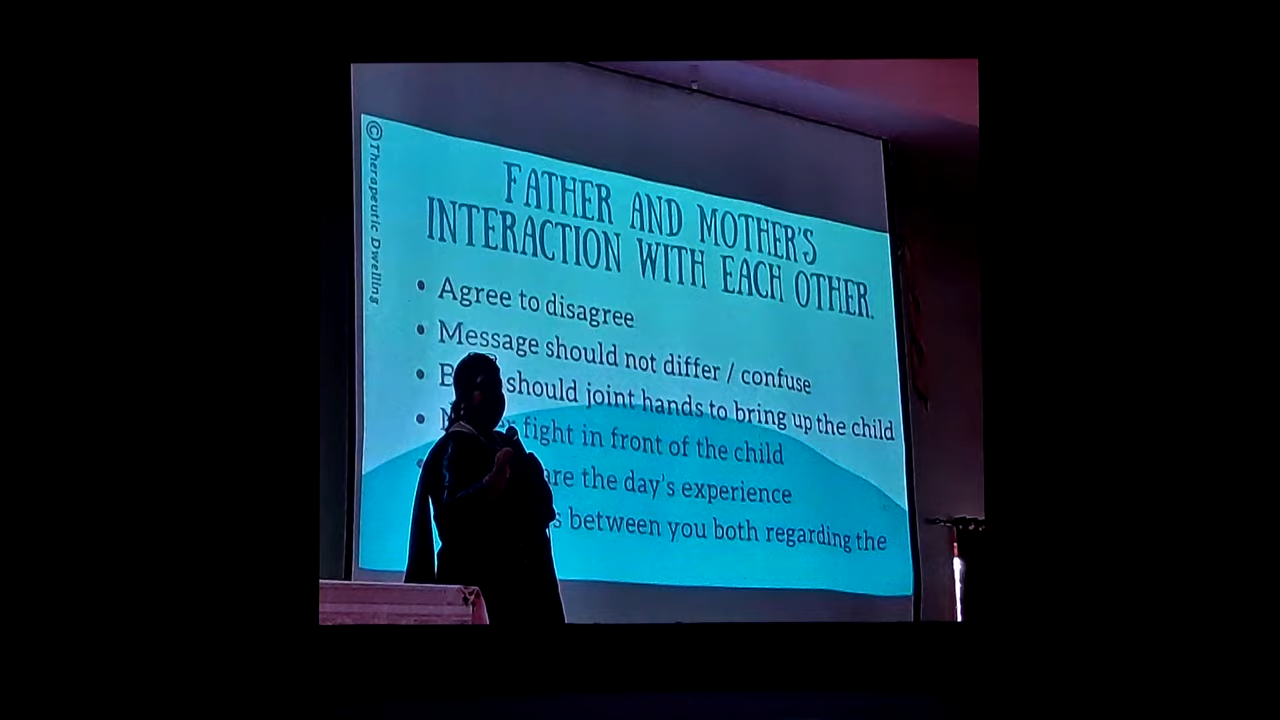 ©Therapeutic Dwelling
FATHER AND MOTHER'S
INTERACTION WITH EACH OTHER.
• Agree to disagree
• Message should not differ / confuse
• should joint hands to bring up the child
• fight in front of the child
the day's experience
between you both regarding the